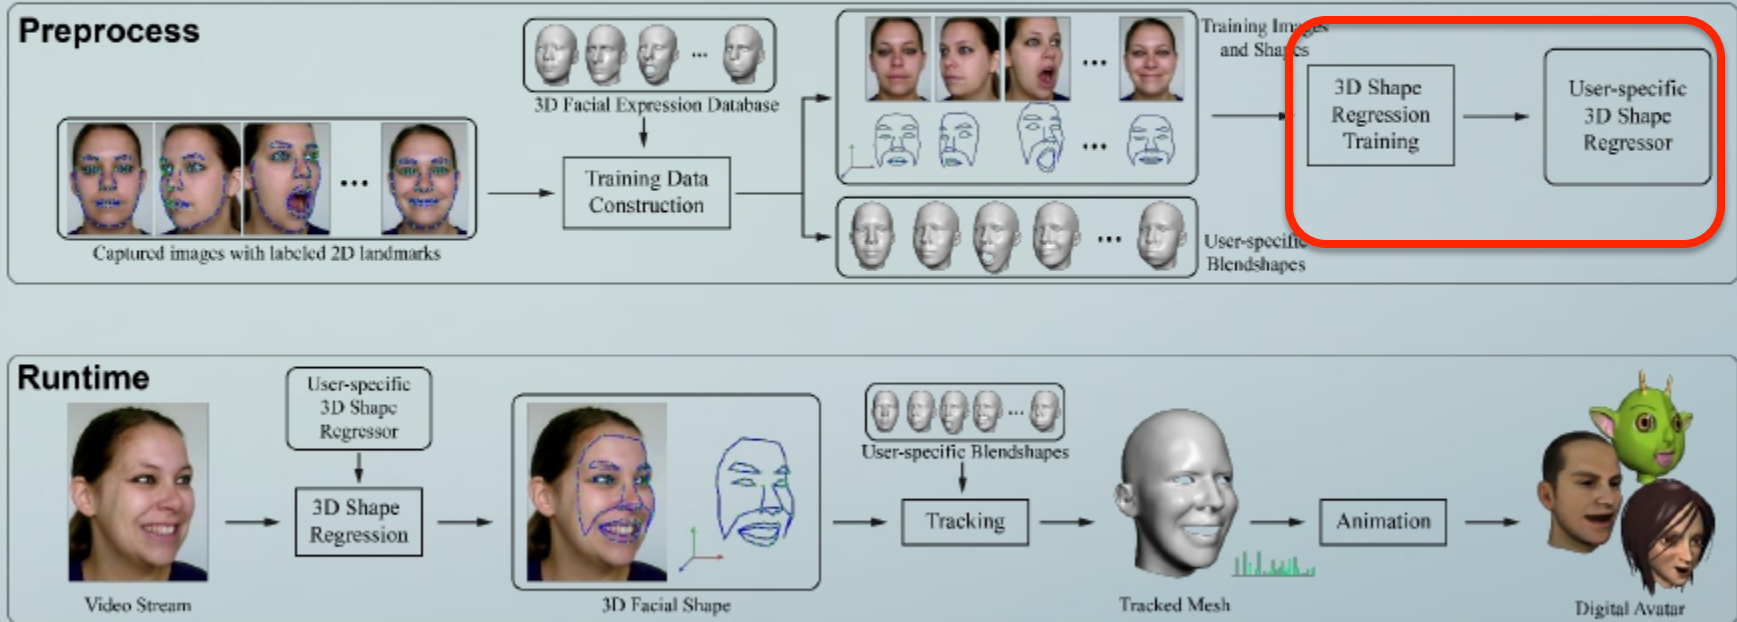 Preprocess
3D Facial Expression Database
Captured images with labeled 2D landmarks
Training Data
Construction
Training Images
and Shapes
User-specific
Blendshapes
3D Shape
Regression
Training
User-specific
3D Shape
Regressor
Runtime
Video Stream
User-specific
3D Shape
Regressor
3D Shape
Regression
3D Facial Shape
User-specific Blendshapes
Tracking
Tracked Mesh
Animation
Digital Avatar